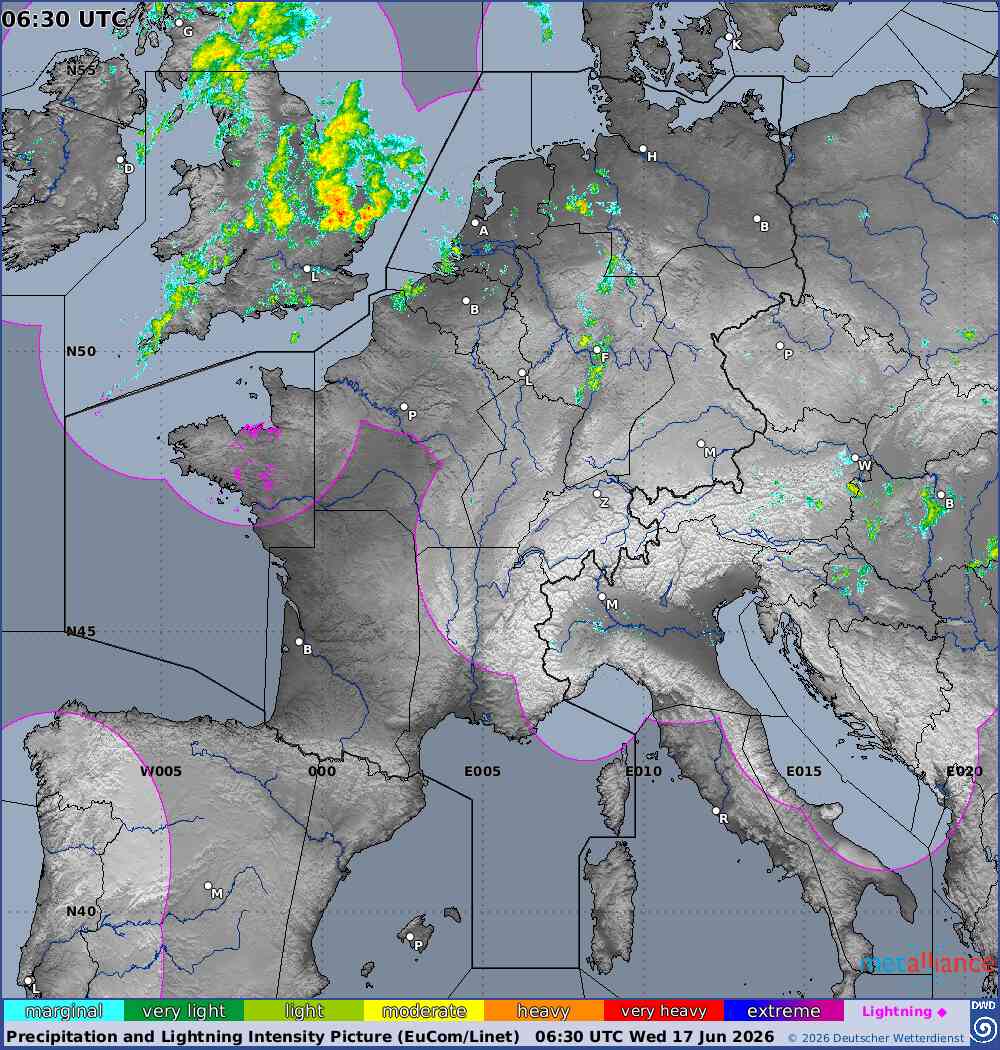 06:30 UTC
G
K
N55
H
D
A
B
L
B
N50
F
P
L
P
M
W
Z
B
M
N45
B
W005
000
E005
E010
E015
E020
R
M
N40
P
L
metalliance
marginal
very light
light
moderate
heavy
very heavy
extreme
Lightning ◆
DWD
Precipitation and Lightning Intensity Picture (EuCom/Linet) 06:30 UTC Wed 17 Jun 2026 © 2026 Deutscher Wetterdienst